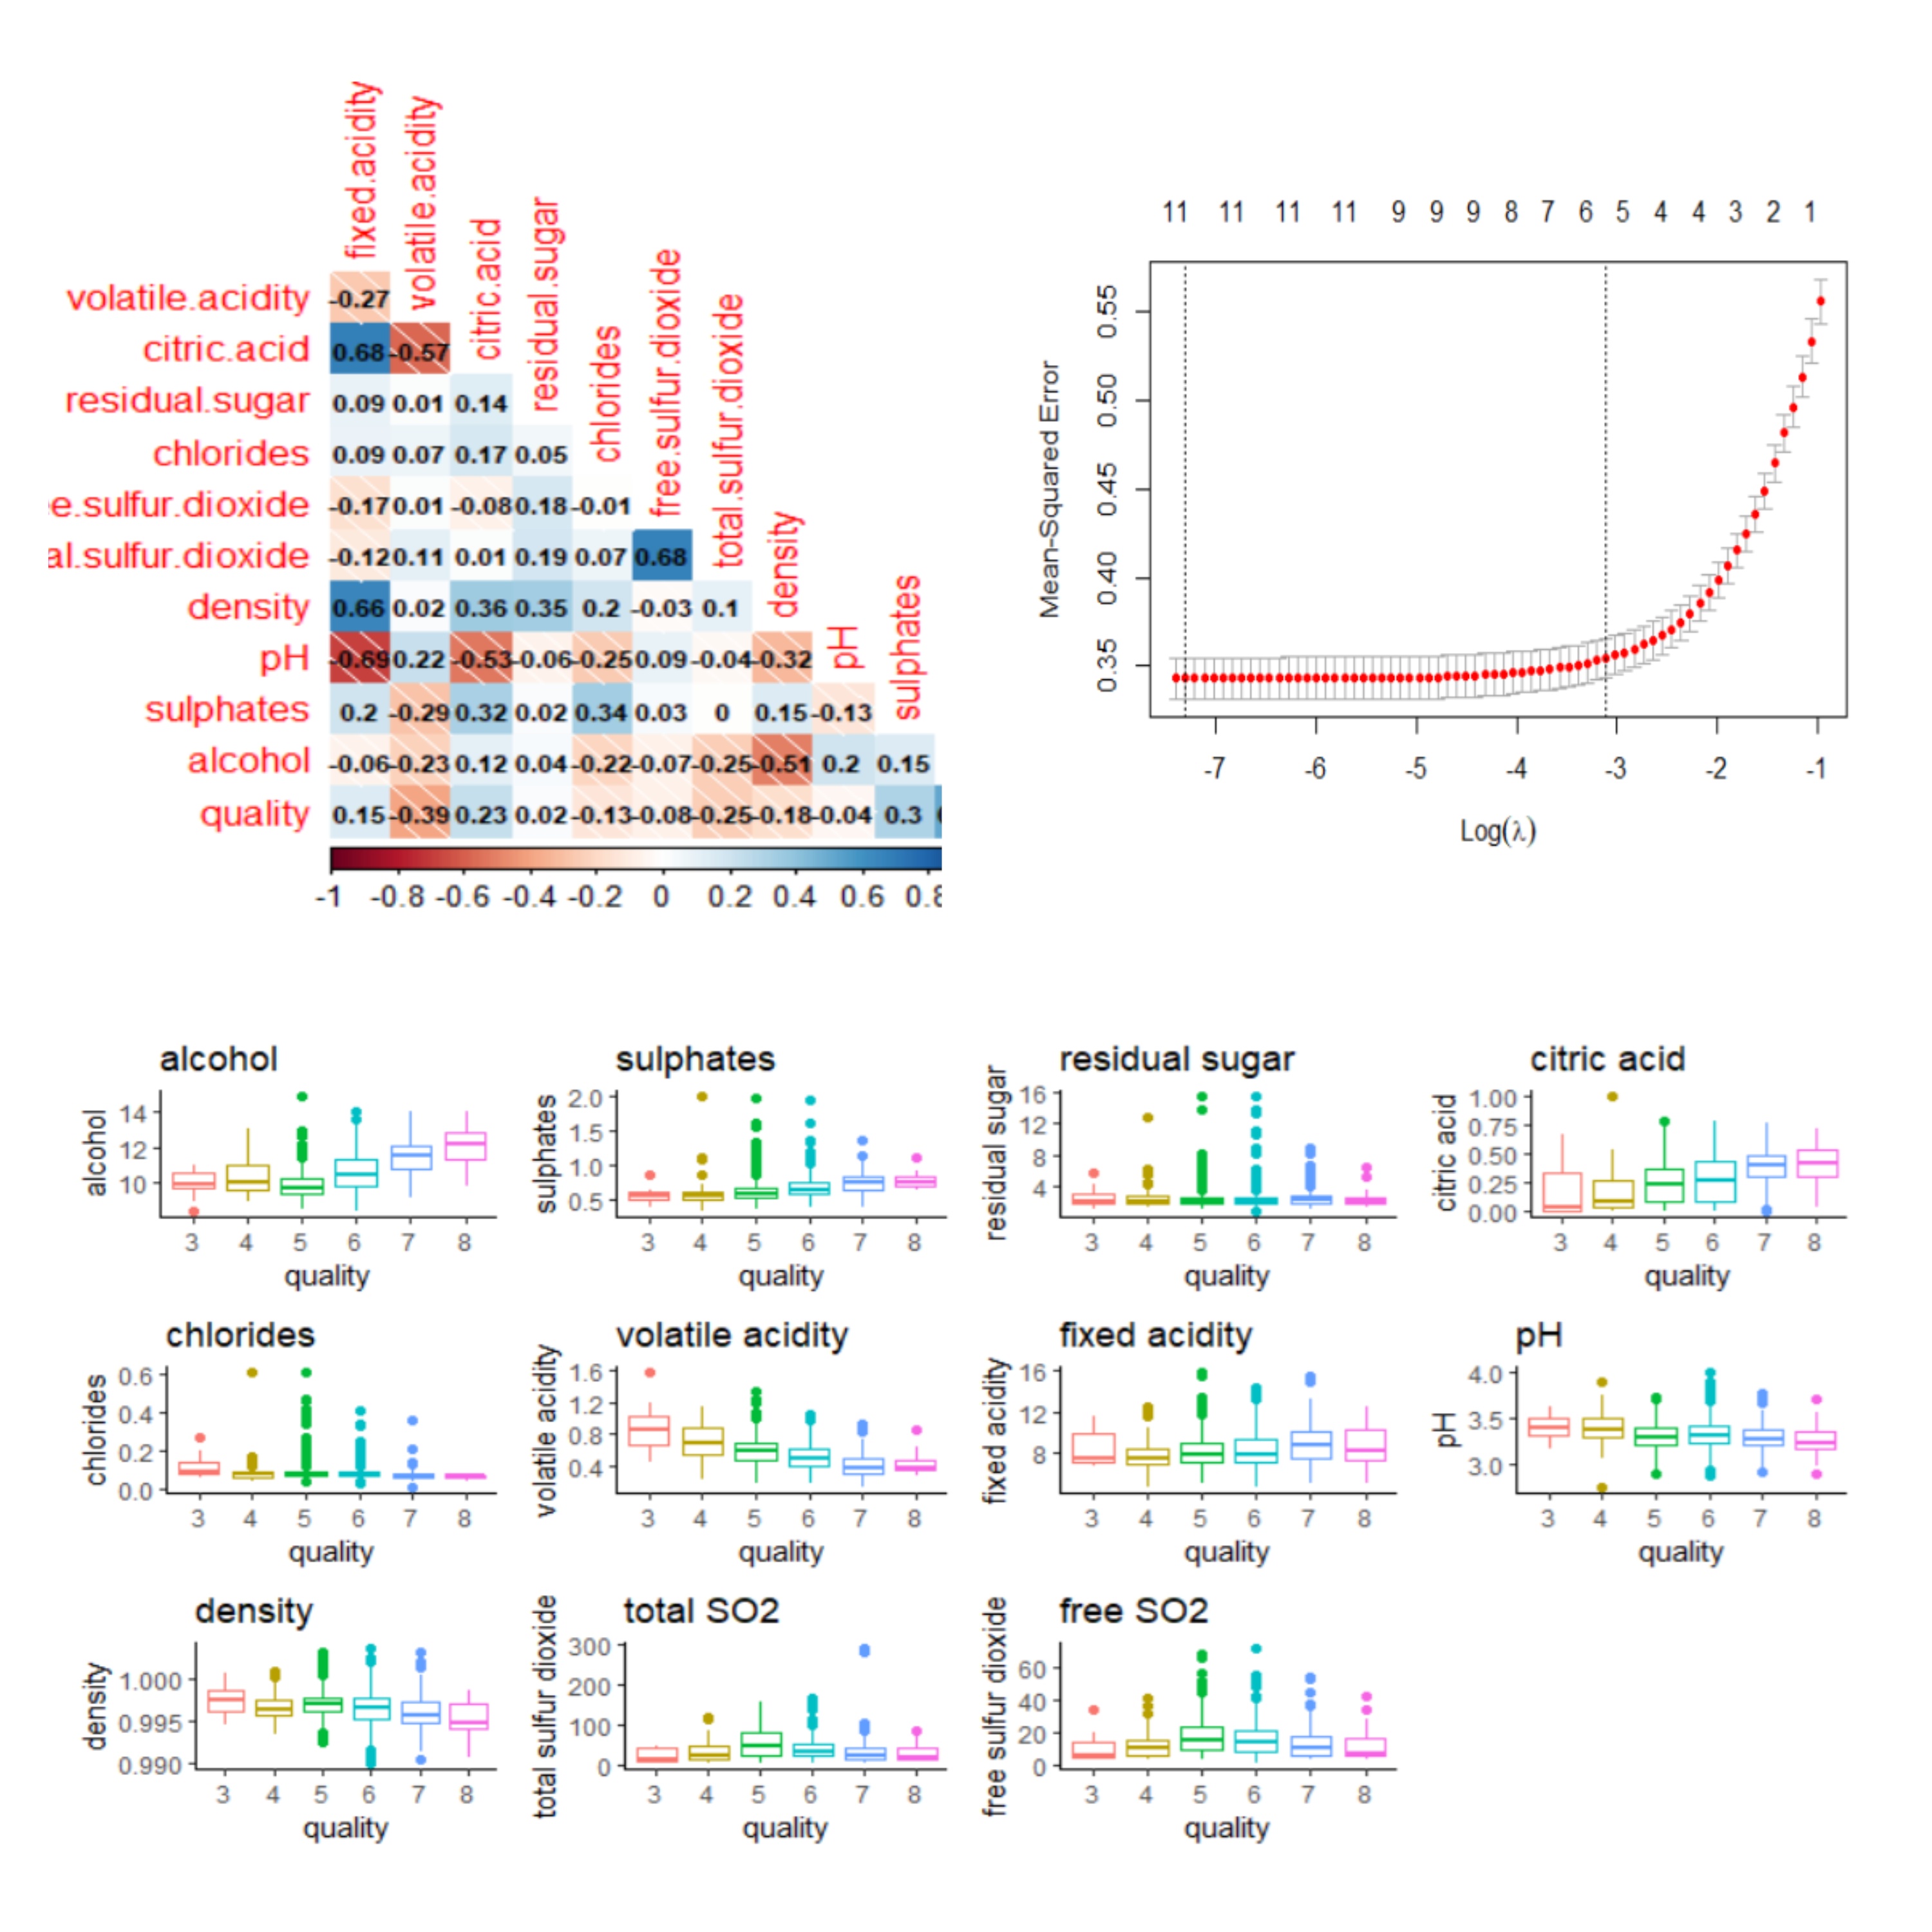 fixed.acidity
volatile.acidity
citric.acid
residual.sugar
chlorides
free.sulfur.dioxide
total.sulfur.dioxide
density
pH
sulphates
volatile.acidity -0.27
citric.acid 0.68 -0.57
residual.sugar 0.09 0.01 0.14
chlorides 0.09 0.07 0.17 0.05
e.sulfur.dioxide -0.17 0.01 -0.08 0.18 -0.01
al.sulfur.dioxide -0.12 0.11 0.01 0.19 0.07 0.68
density 0.66 0.02 0.36 0.35 0.2 -0.03 0.1
pH -0.69 0.22 -0.53 -0.06 -0.25 0.09 -0.04 -0.32
sulphates 0.2 -0.29 0.32 0.02 0.34 0.03 0 0.15 -0.13
alcohol -0.06 -0.23 0.12 0.04 -0.22 -0.07 -0.25 -0.51 0.2 0.15
quality 0.15 -0.39 0.23 0.02 -0.13 -0.08 -0.25 -0.18 -0.04 0.3
-1 -0.8 -0.6 -0.4 -0.2 0 0.2 0.4 0.6 0.8
11 11 11 11 9 9 9 8 7 6 5 4 4 3 2 1
Mean-Squared Error
0.55
0.50
0.45
0.40
0.35
-7 -6 -5 -4 -3 -2 -1
Log(λ)
alcohol
alcohol
14
12
10
3 4 5 6 7 8
quality
sulphates
sulphates
2.0
1.5
1.0
0.5
3 4 5 6 7 8
quality
residual sugar
residual sugar
16
12
8
4
3 4 5 6 7 8
quality
citric acid
citric acid
1.00
0.75
0.50
0.25
0.00
3 4 5 6 7 8
quality
chlorides
chlorides
0.6
0.4
0.2
0.0
3 4 5 6 7 8
quality
volatile acidity
volatile acidity
1.6
1.2
0.8
0.4
3 4 5 6 7 8
quality
fixed acidity
fixed acidity
16
12
8
3 4 5 6 7 8
quality
pH
pH
4.0
3.5
3.0
3 4 5 6 7 8
quality
density
density
1.000
0.995
0.990
3 4 5 6 7 8
quality
total SO2
total sulfur dioxide
300
200
100
0
3 4 5 6 7 8
quality
free SO2
free sulfur dioxide
60
40
20
0
3 4 5 6 7 8
quality